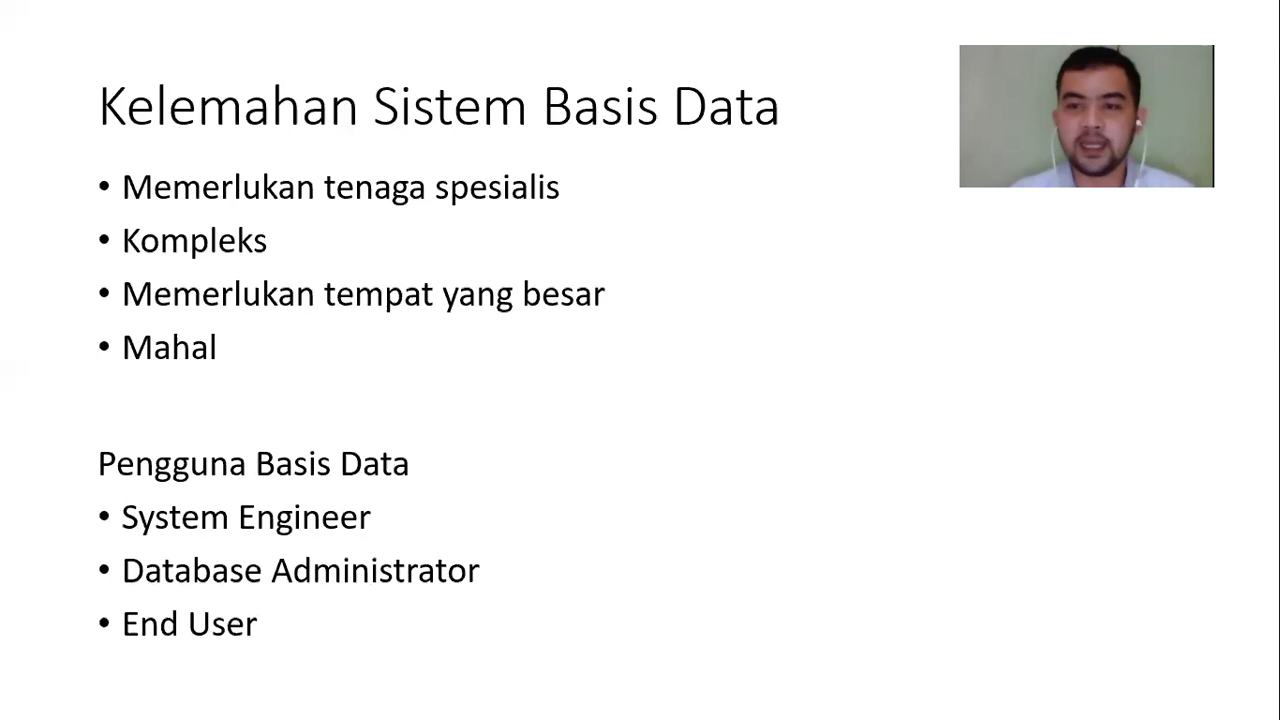 Kelemahan Sistem Basis Data
• Memerlukan tenaga spesialis
• Kompleks
• Memerlukan tempat yang besar
• Mahal
Pengguna Basis Data
• System Engineer
• Database Administrator
• End User